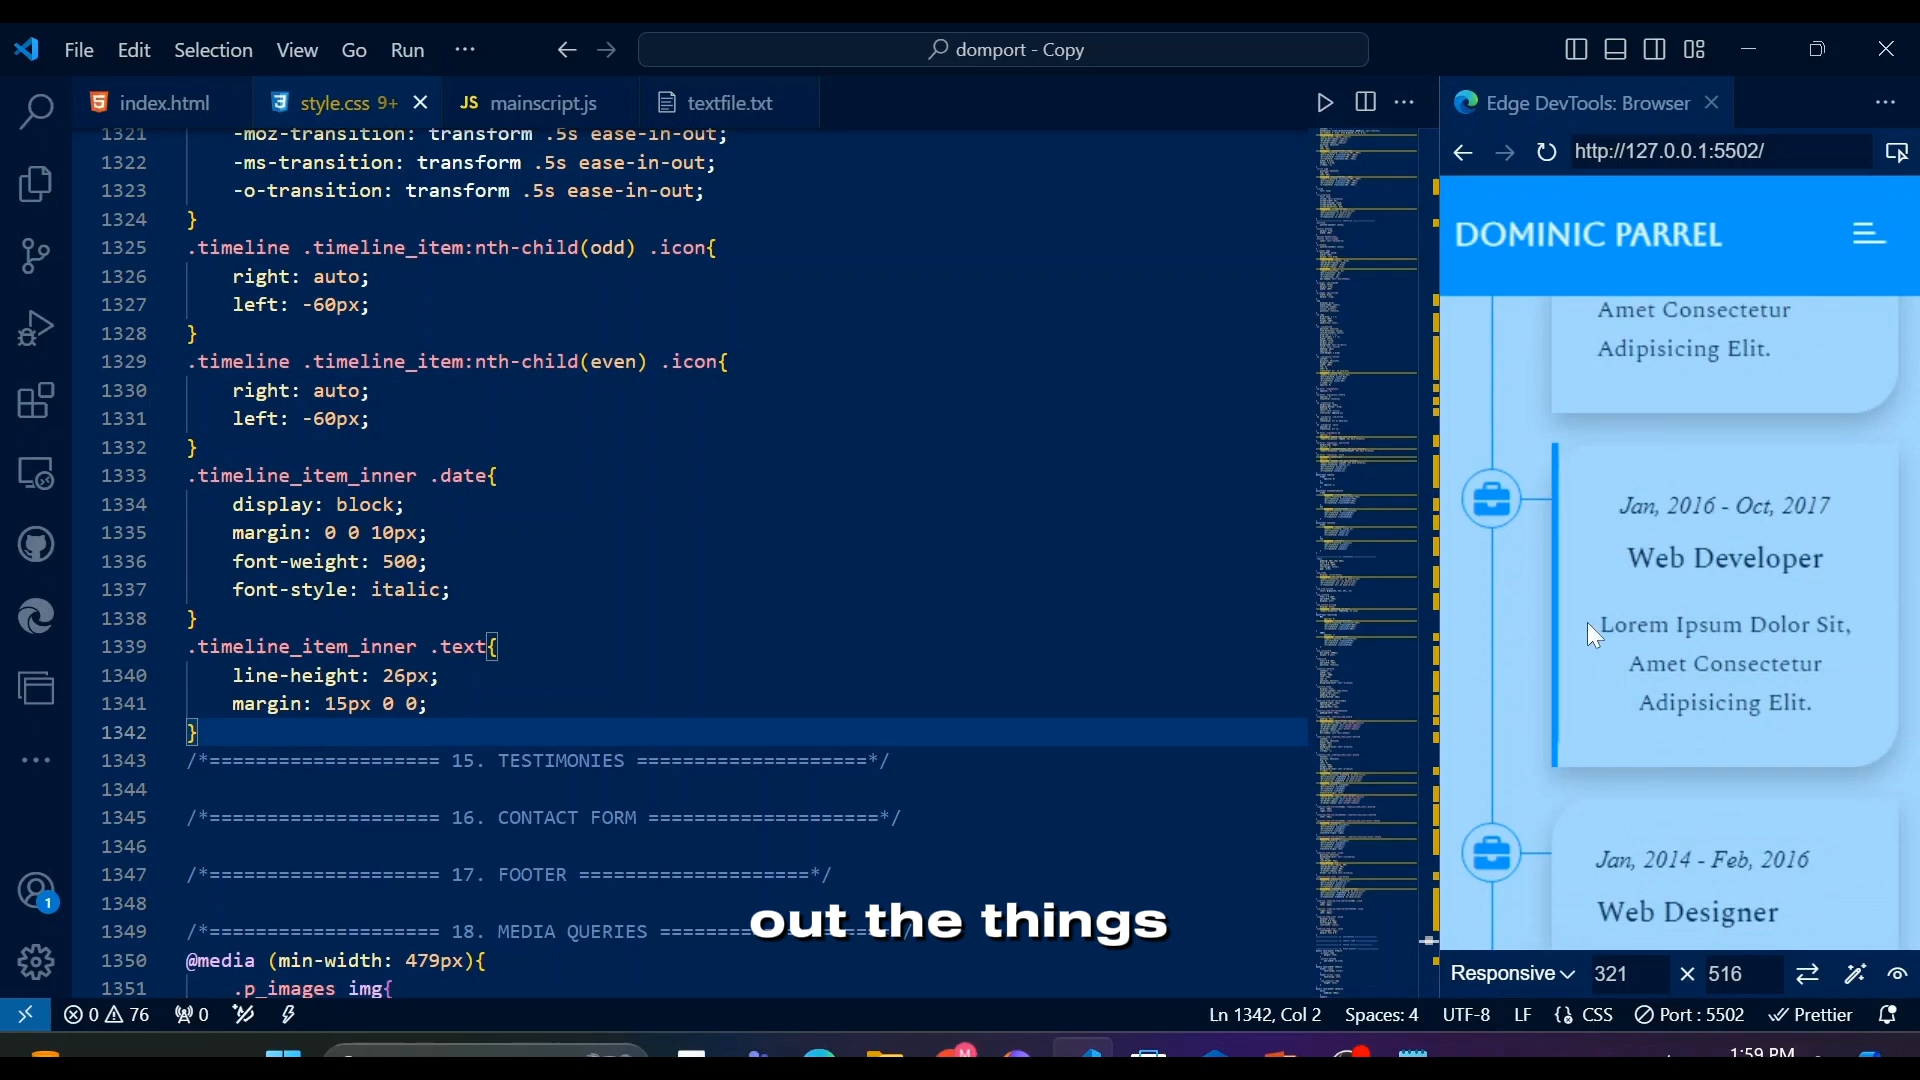 File Edit Selection View Go Run ···
domport - Copy
index.html
style.css 9+
JS mainscript.js
textfile.txt
Edge DevTools: Browser
http://127.0.0.1:5502/
1321 -moz-transition: transform .5s ease-in-out;
1322 -ms-transition: transform .5s ease-in-out;
1323 -o-transition: transform .5s ease-in-out;
1324 }
1325 .timeline .timeline_item:nth-child(odd) .icon{
1326 right: auto;
1327 left: -60px;
1328 }
1329 .timeline .timeline_item:nth-child(even) .icon{
1330 right: auto;
1331 left: -60px;
1332 }
1333 .timeline_item_inner .date{
1334 display: block;
1335 margin: 0 0 10px;
1336 font-weight: 500;
1337 font-style: italic;
1338 }
1339 .timeline_item_inner .text{
1340 line-height: 26px;
1341 margin: 15px 0 0;
1342 }
1343 /*==================== 15. TESTIMONIES ====================*/
1344
1345 /*==================== 16. CONTACT FORM ====================*/
1346
1347 /*==================== 17. FOOTER ====================*/
1348
1349 /*==================== 18. MEDIA QUERIES
1350 @media (min-width: 479px){
1351 .p_images img{
out the things
DOMINIC PARREL
Amet Consectetur
Adipisicing Elit.
Jan, 2016 - Oct, 2017
Web Developer
Lorem Ipsum Dolor Sit,
Amet Consectetur
Adipisicing Elit.
Jan, 2014 - Feb, 2016
Web Designer
Responsive 321 × 516
1
0 76 0
Ln 1342, Col 2 Spaces: 4 UTF-8 LF CSS Port : 5502 Prettier
M
1:59 PM